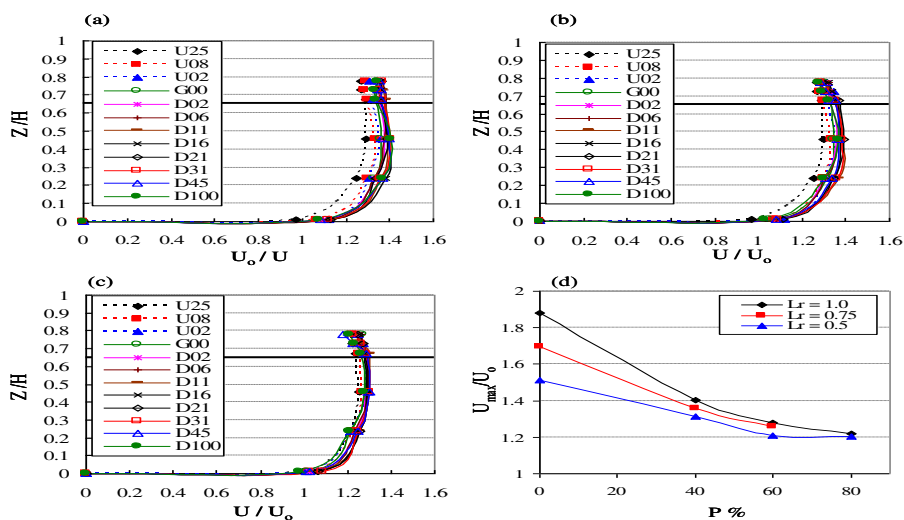 (a)
Z/H
1
0.9
0.8
0.7
0.6
0.5
0.4
0.3
0.2
0.1
0
U25
U08
U02
G00
D02
D06
D11
D16
D21
D31
D45
D100
0 0.2 0.4 0.6 0.8 1 1.2 1.4 1.6
Uo / U
(b)
Z/H
1
0.9
0.8
0.7
0.6
0.5
0.4
0.3
0.2
0.1
0
U25
U08
U02
G00
D02
D06
D11
D16
D21
D31
D45
D100
0 0.2 0.4 0.6 0.8 1 1.2 1.4 1.6
U / Uo
(c)
Z/H
1
0.9
0.8
0.7
0.6
0.5
0.4
0.3
0.2
0.1
0
U25
U08
U02
G00
D02
D06
D11
D16
D21
D31
D45
D100
0 0.2 0.4 0.6 0.8 1 1.2 1.4 1.6
U / Uo
(d)
Umax/Uo
2
1.8
1.6
1.4
1.2
1
Lr = 1.0
Lr = 0.75
Lr = 0.5
0 20 40 60 80
P %